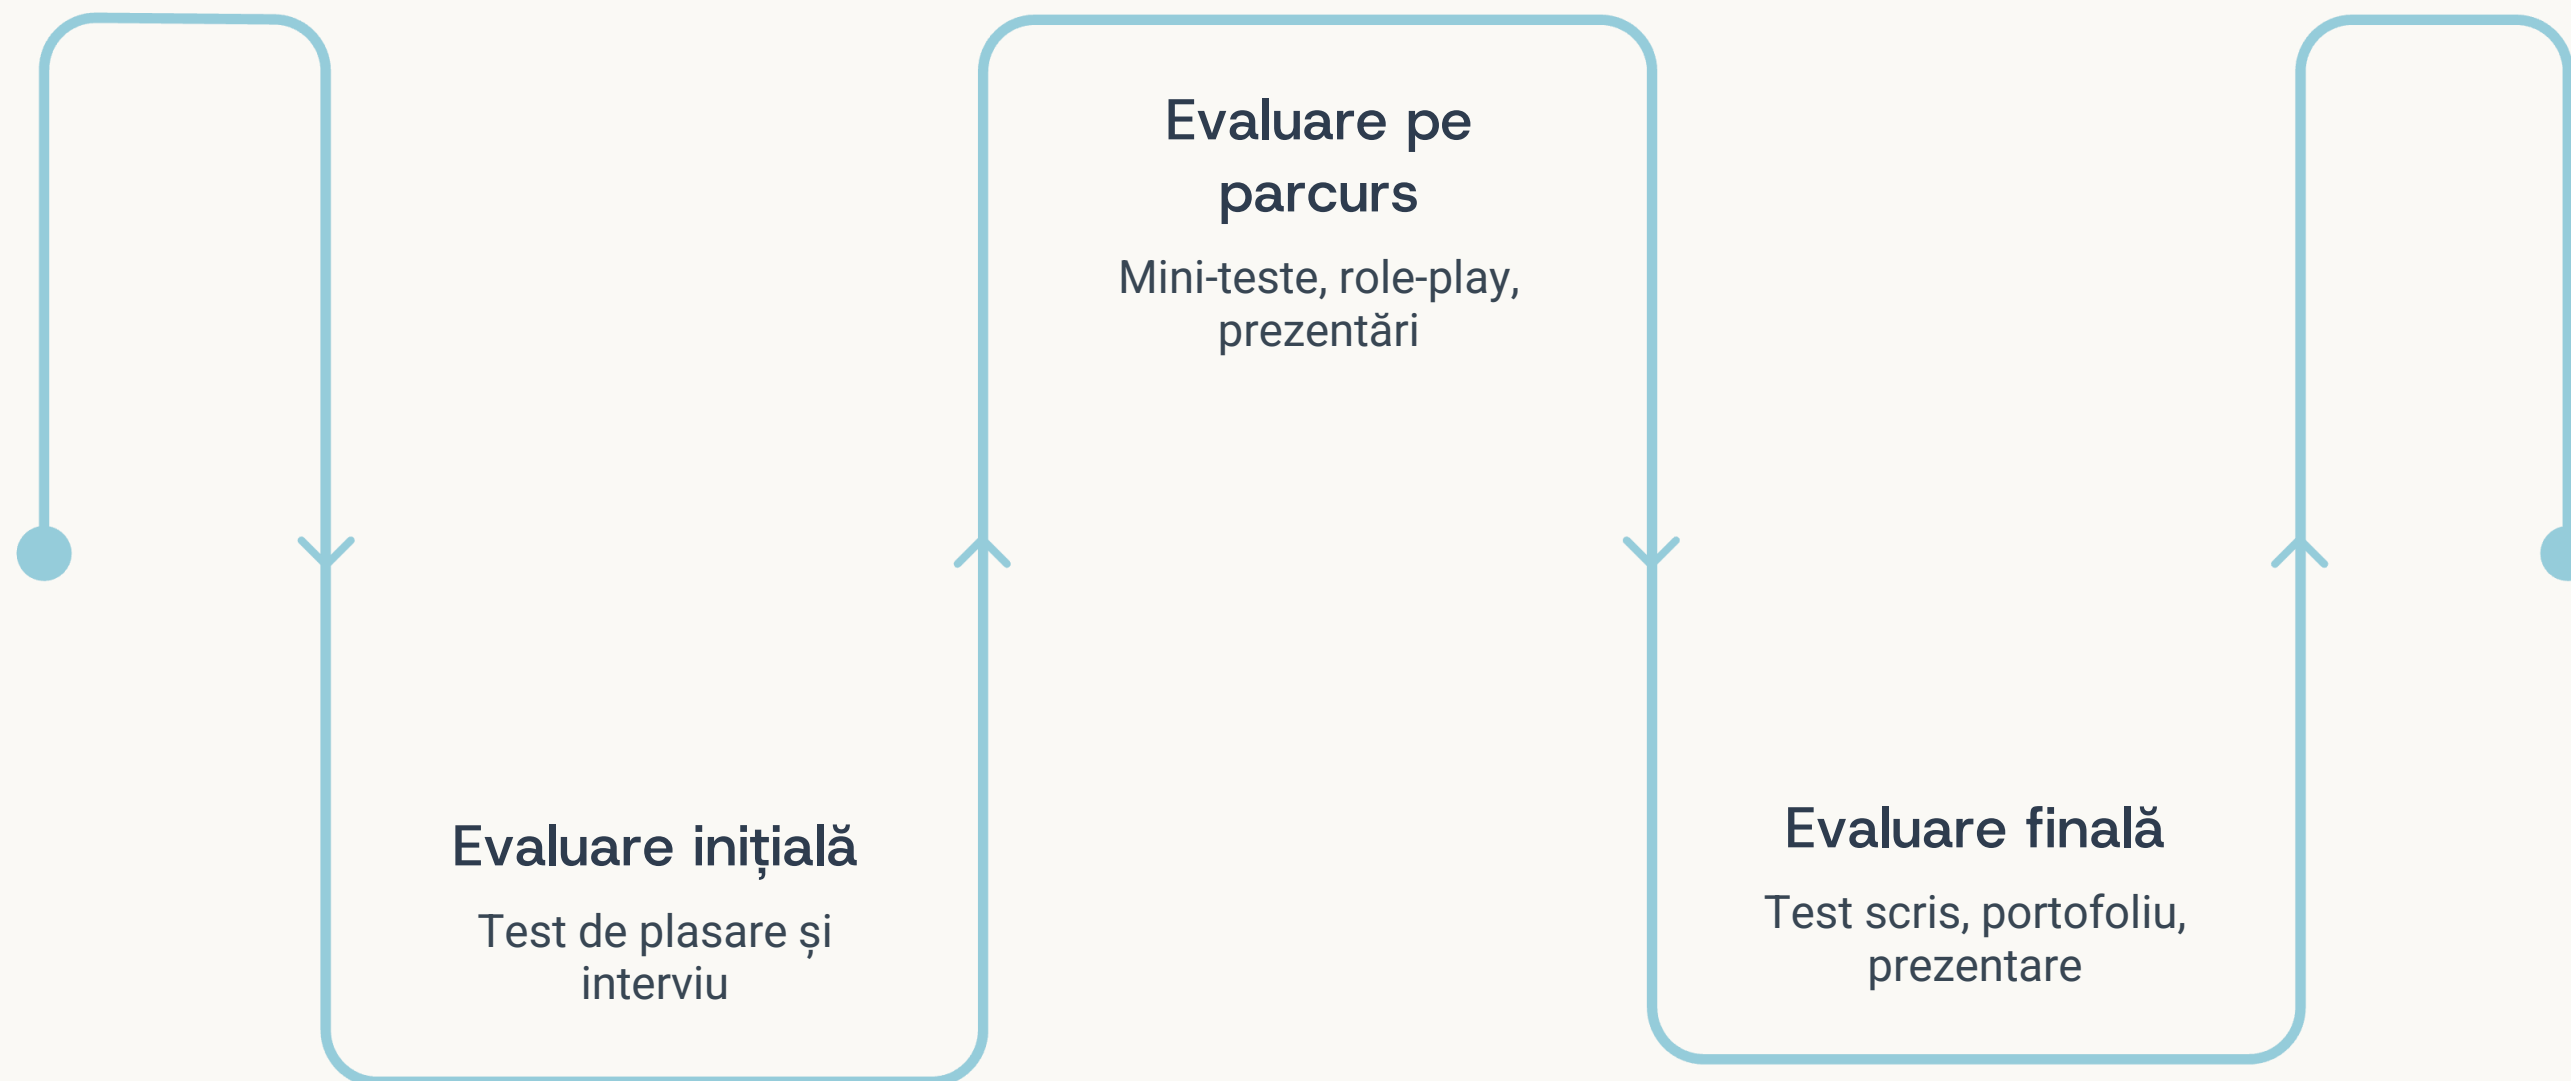 Evaluare inițială
Test de plasare și
interviu
Evaluare pe
parcurs
Mini-teste, role-play,
prezentări
Evaluare finală
Test scris, portofoliu,
prezentare